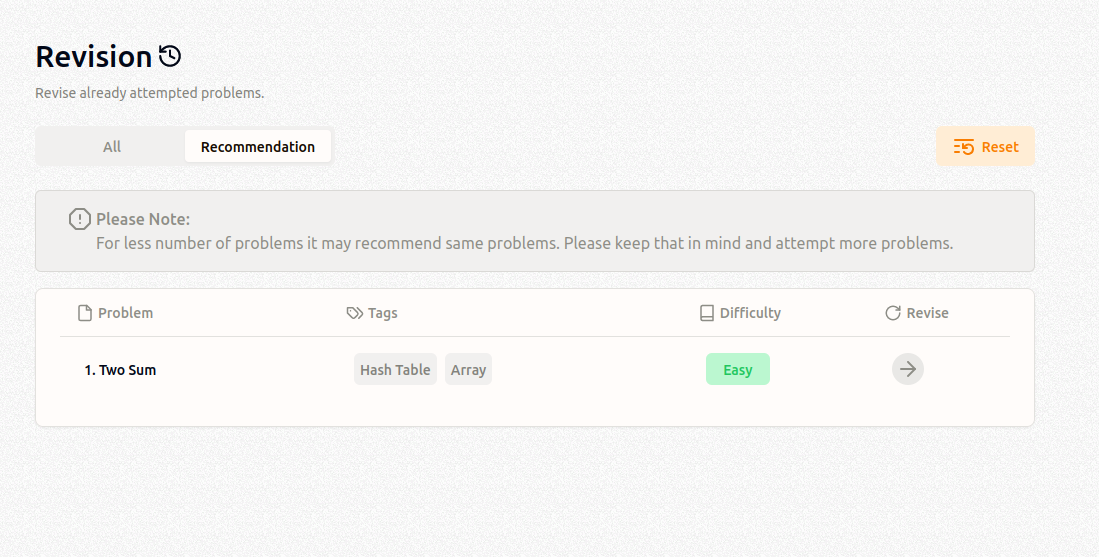 Revision
Revise already attempted problems.
All Recommendation Reset
Please Note:
For less number of problems it may recommend same problems. Please keep that in mind and attempt more problems.
Problem Tags Difficulty Revise
1. Two Sum Hash Table Array Easy